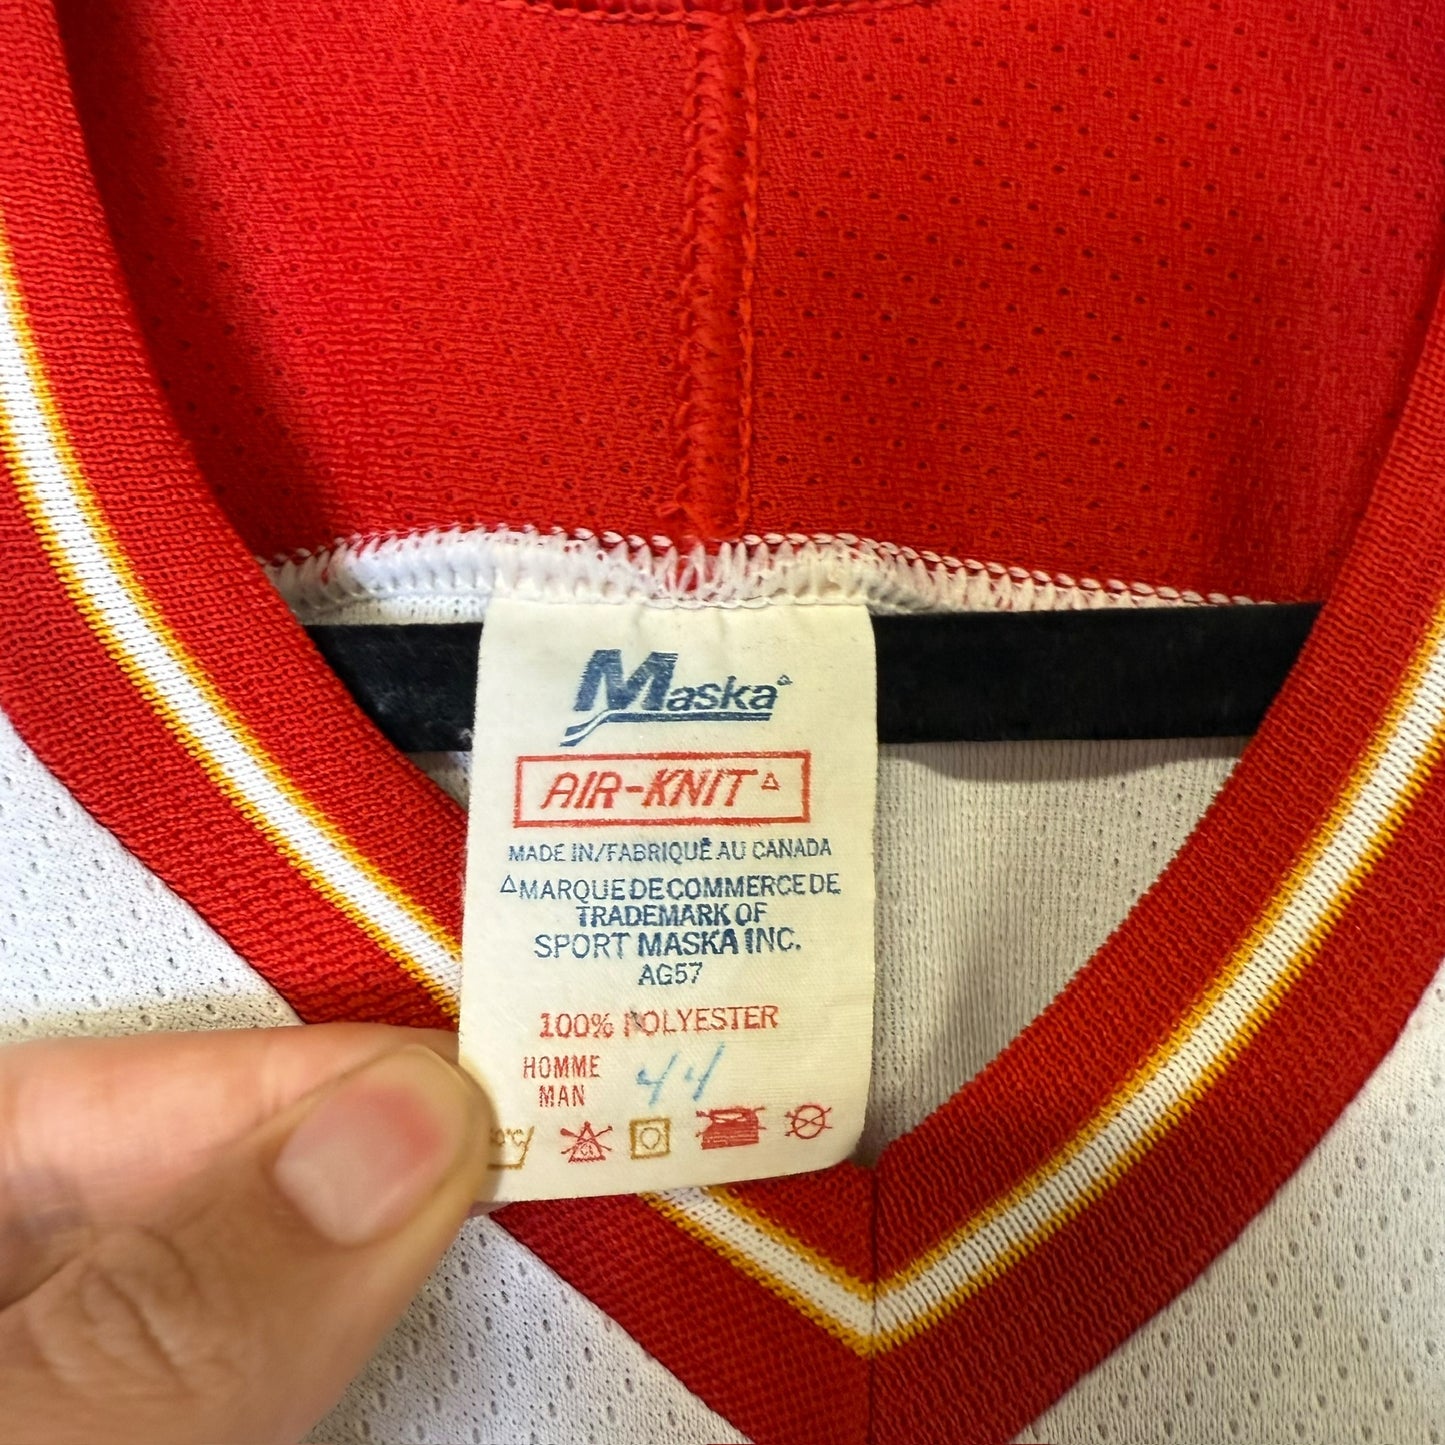 Maska
AIR-KNIT
MADE IN/FABRIQUÉ AU CANADA
MARQUE DE COMMERCE DE
TRADEMARK OF
SPORT MASKA INC.
AG57
100% POLYESTER
HOMME 44
MAN
CL